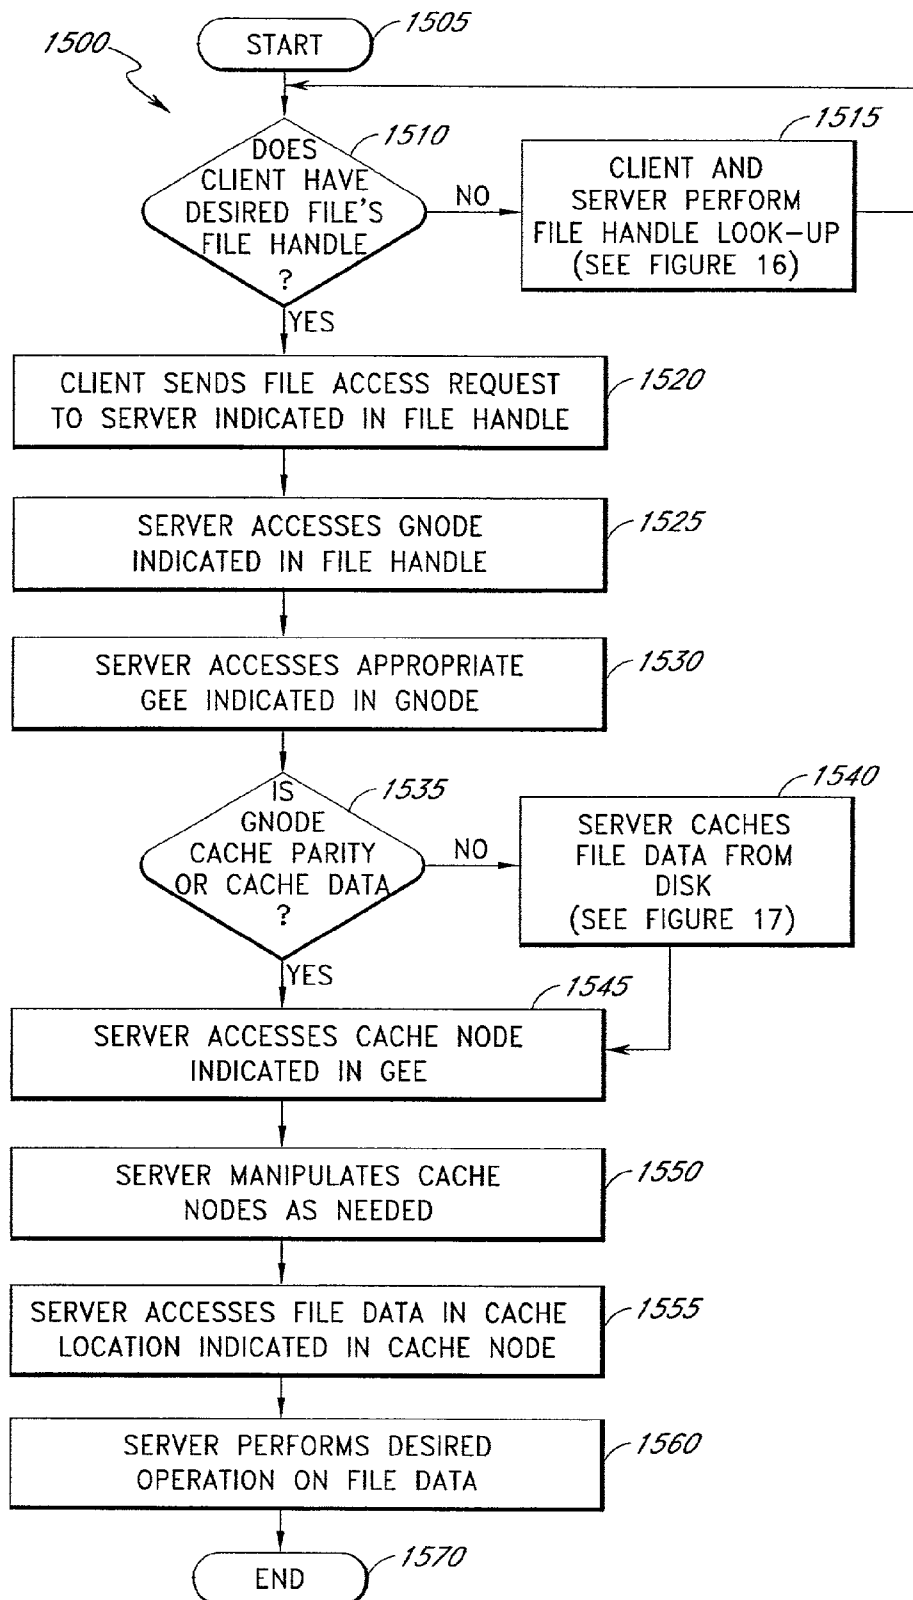 1505
START
1500
1510
DOES
CLIENT HAVE
DESIRED FILE'S
FILE HANDLE
?
NO
1515
CLIENT AND
SERVER PERFORM
FILE HANDLE LOOK-UP
(SEE FIGURE 16)
YES
1520
CLIENT SENDS FILE ACCESS REQUEST
TO SERVER INDICATED IN FILE HANDLE
1525
SERVER ACCESSES GNODE
INDICATED IN FILE HANDLE
1530
SERVER ACCESSES APPROPRIATE
GEE INDICATED IN GNODE
1535
IS
GNODE
CACHE PARITY
OR CACHE DATA
?
NO
1540
SERVER CACHES
FILE DATA FROM
DISK
(SEE FIGURE 17)
YES
1545
SERVER ACCESSES CACHE NODE
INDICATED IN GEE
1550
SERVER MANIPULATES CACHE
NODES AS NEEDED
1555
SERVER ACCESSES FILE DATA IN CACHE
LOCATION INDICATED IN CACHE NODE
1560
SERVER PERFORMS DESIRED
OPERATION ON FILE DATA
1570
END